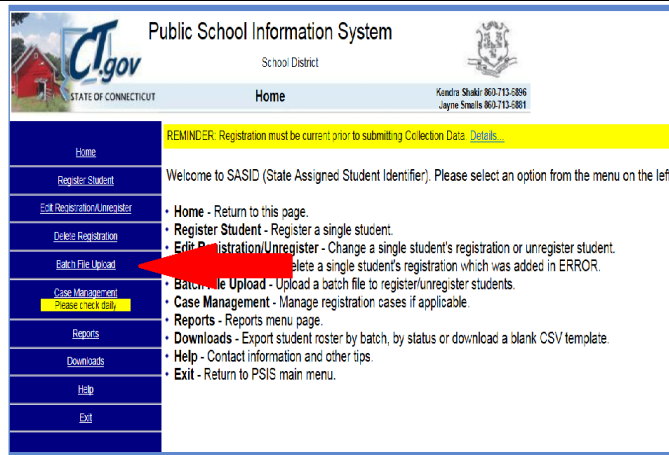 Public School Information System
School District
CT.gov
STATE OF CONNECTICUT
Home
Kendra Shakir 860-713-6896
Jayne Smalls 860-713-6881
REMINDER: Registration must be current prior to submitting Collection Data. Details...
Home
Register Student
Edit Registration/Unregister
Delete Registration
Batch File Upload
Case Management
Please check daily
Reports
Downloads
Help
Exit
Welcome to SASID (State Assigned Student Identifier). Please select an option from the menu on the left
• Home - Return to this page.
• Register Student - Register a single student.
• Edit Registration/Unregister - Change a single student's registration or unregister student.
elete a single student's registration which was added in ERROR.
• Batch File Upload - Upload a batch file to register/unregister students.
• Case Management - Manage registration cases if applicable.
• Reports - Reports menu page.
• Downloads - Export student roster by batch, by status or download a blank CSV template.
• Help - Contact information and other tips.
• Exit - Return to PSIS main menu.